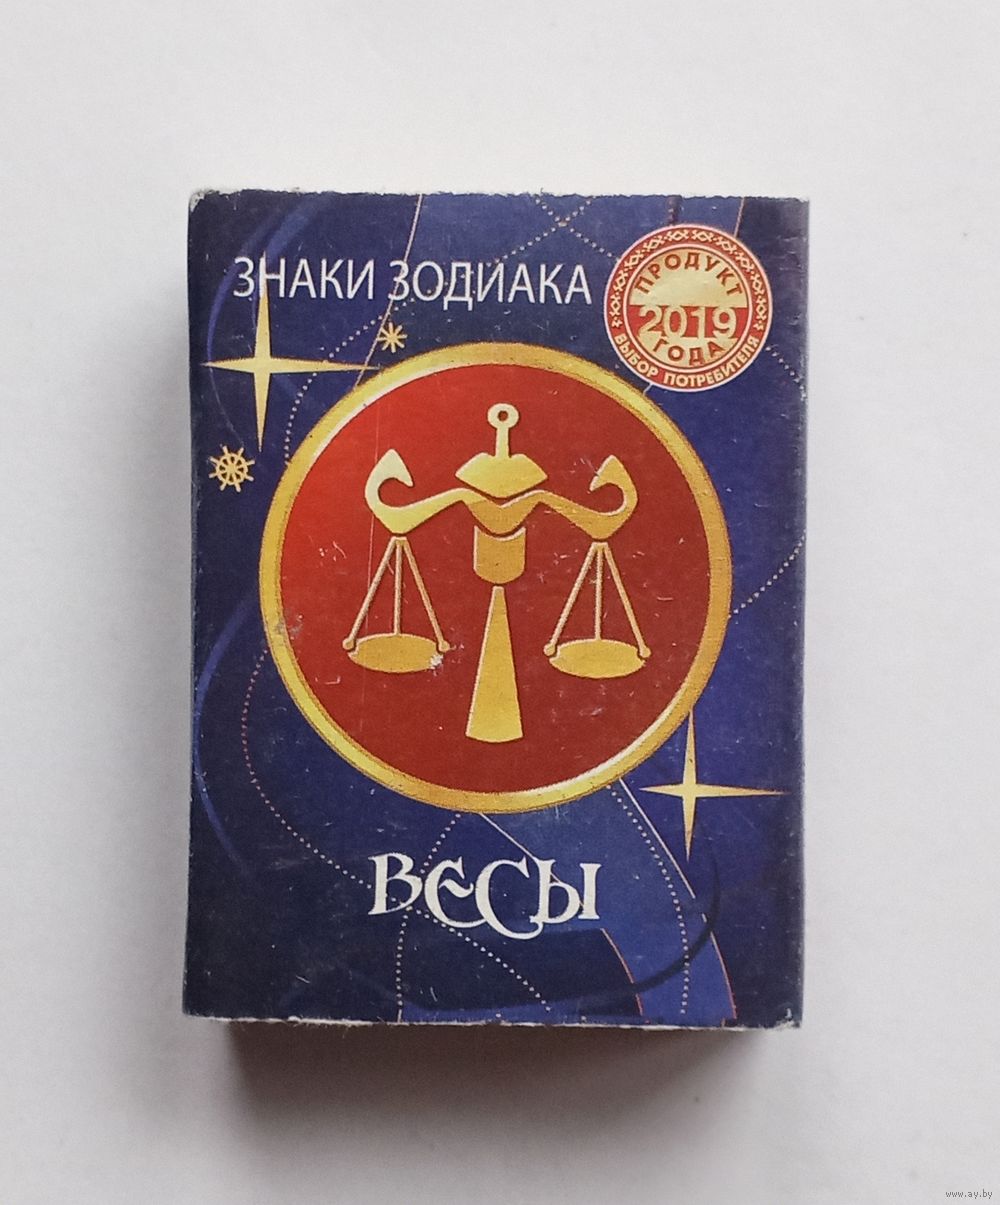 ЗНАКИ ЗОДИАКА
ПРОДУКТ
2019
ГОДА
ВЫБОР ПОТРЕБИТЕЛЯ
ВЕСЫ
www.ay.by